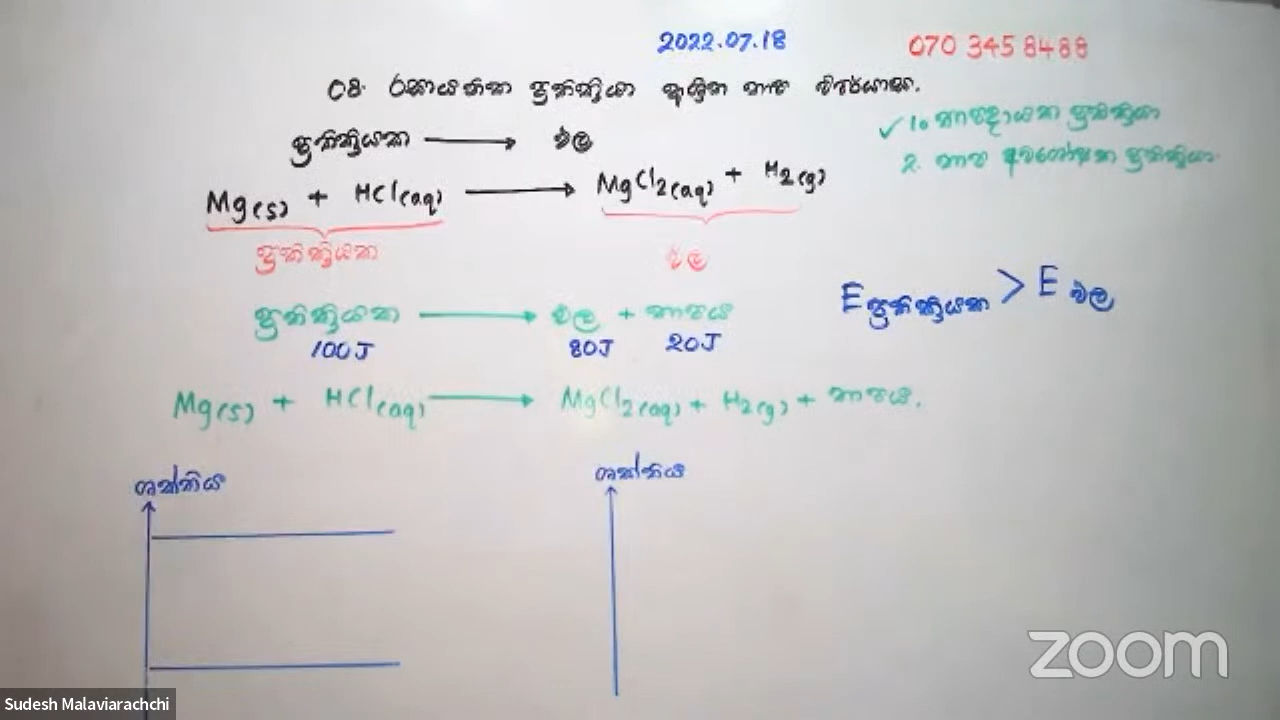 2022.07.18
070 345 8488
08. රසායනික ප්‍රතික්‍රියා ආශ්‍රිත තාප විපර්යාස.
✓ 1. තාපදායක ප්‍රතික්‍රියා
2. තාප අවශෝෂක ප්‍රතික්‍රියා.
ප්‍රතික්‍රියක ⟶ ඵල
Mg(s) + HCl(aq) ⟶ MgCl2(aq) + H2(g)
ප්‍රතික්‍රියක ඵල
E ප්‍රතික්‍රියක > E ඵල
ප්‍රතික්‍රියක ⟶ ඵල + තාපය
100J 80J 20J
Mg(s) + HCl(aq) ⟶ MgCl2(aq) + H2(g) + තාපය.
ශක්තිය ශක්තිය
zoom
Sudesh Malaviarachchi